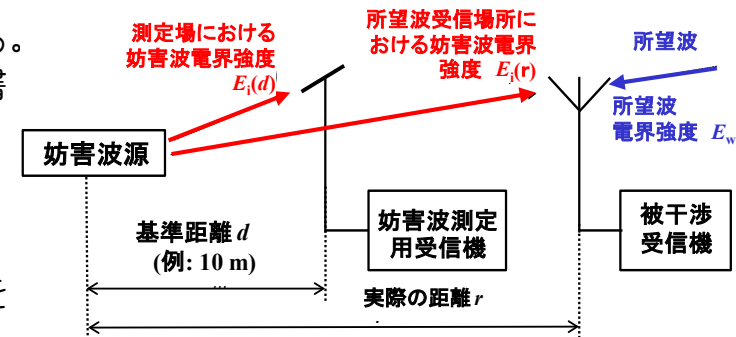 る。
測定場における
妨害波電界強度
Ei(d)
所望波受信場所に
おける妨害波電界
強度 Ei(r)
所望波
所望波
電界強度 Ew
妨害波源
基準距離 d
(例: 10 m)
...
妨害波測定
用受信機
被干渉
受信機
実際の距離 r